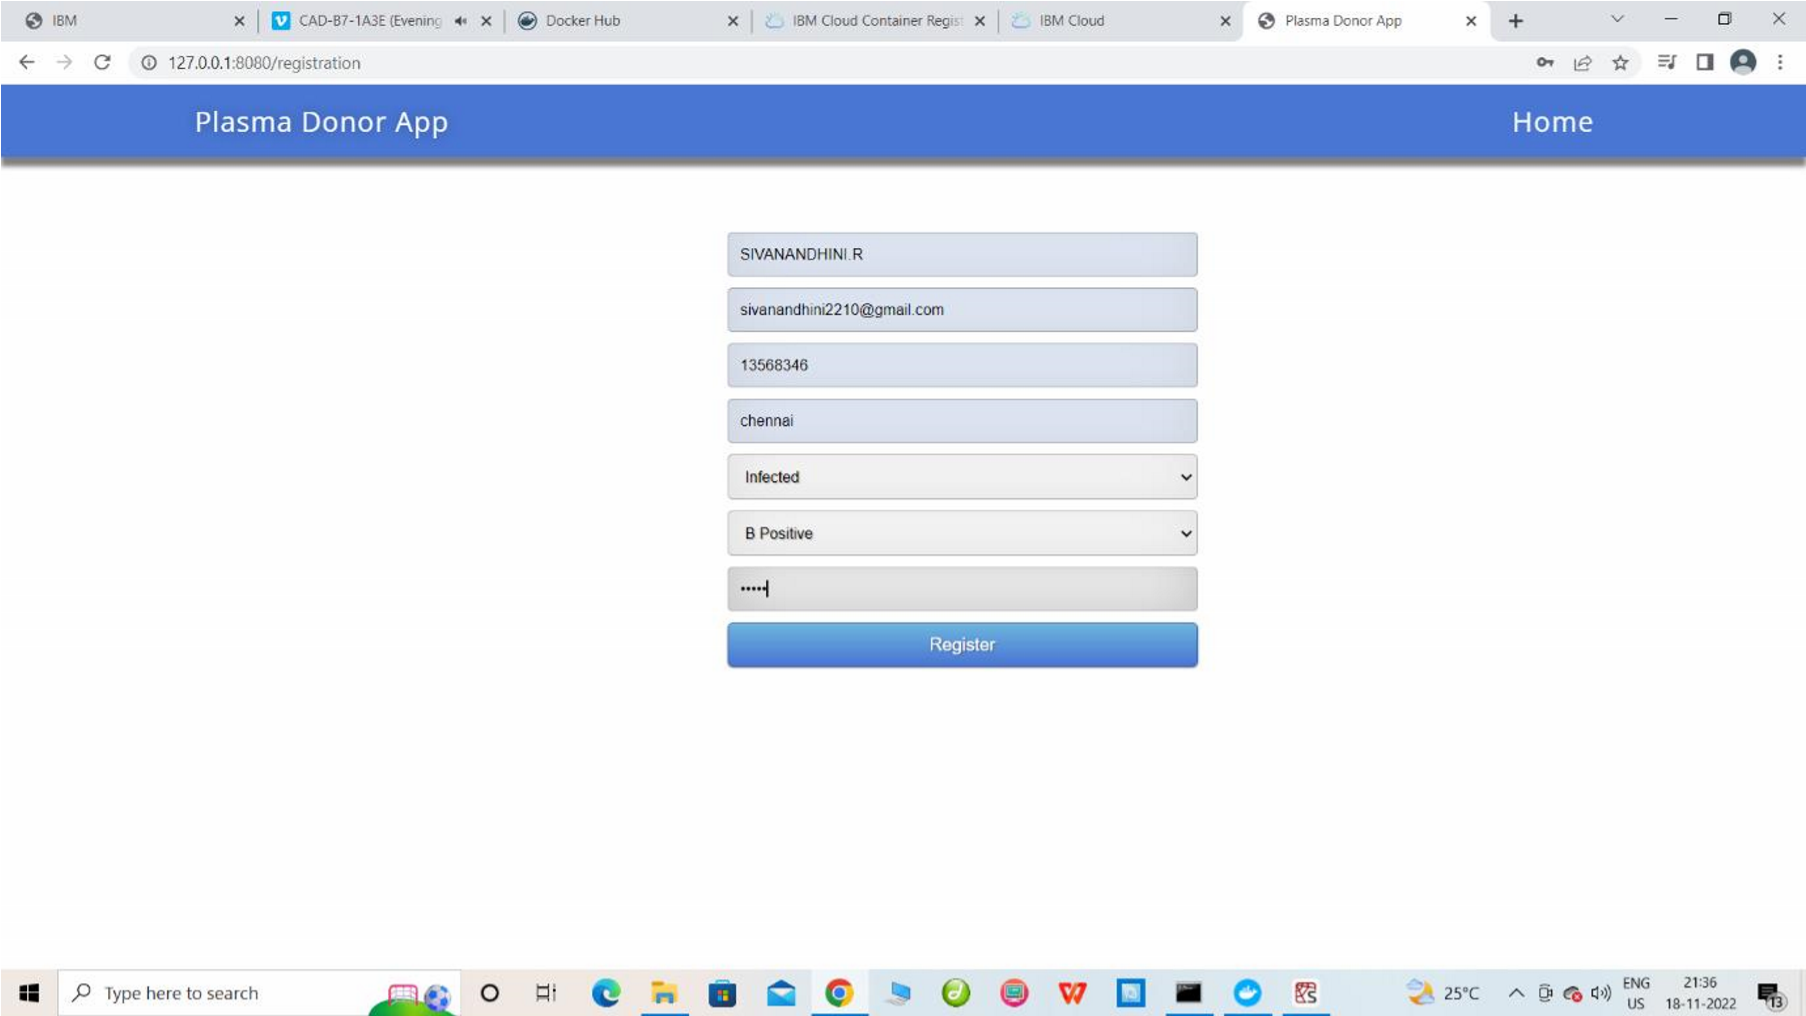 IBM
CAD-B7-1A3E (Evening
Docker Hub
IBM Cloud Container Regist
IBM Cloud
Plasma Donor App
127.0.0.1:8080/registration
Plasma Donor App
Home
SIVANANDHINI.R
sivanandhini2210@gmail.com
13568346
chennai
Infected
B Positive
•••••
Register
Type here to search
25°C
ENG
US
21:36
18-11-2022
13